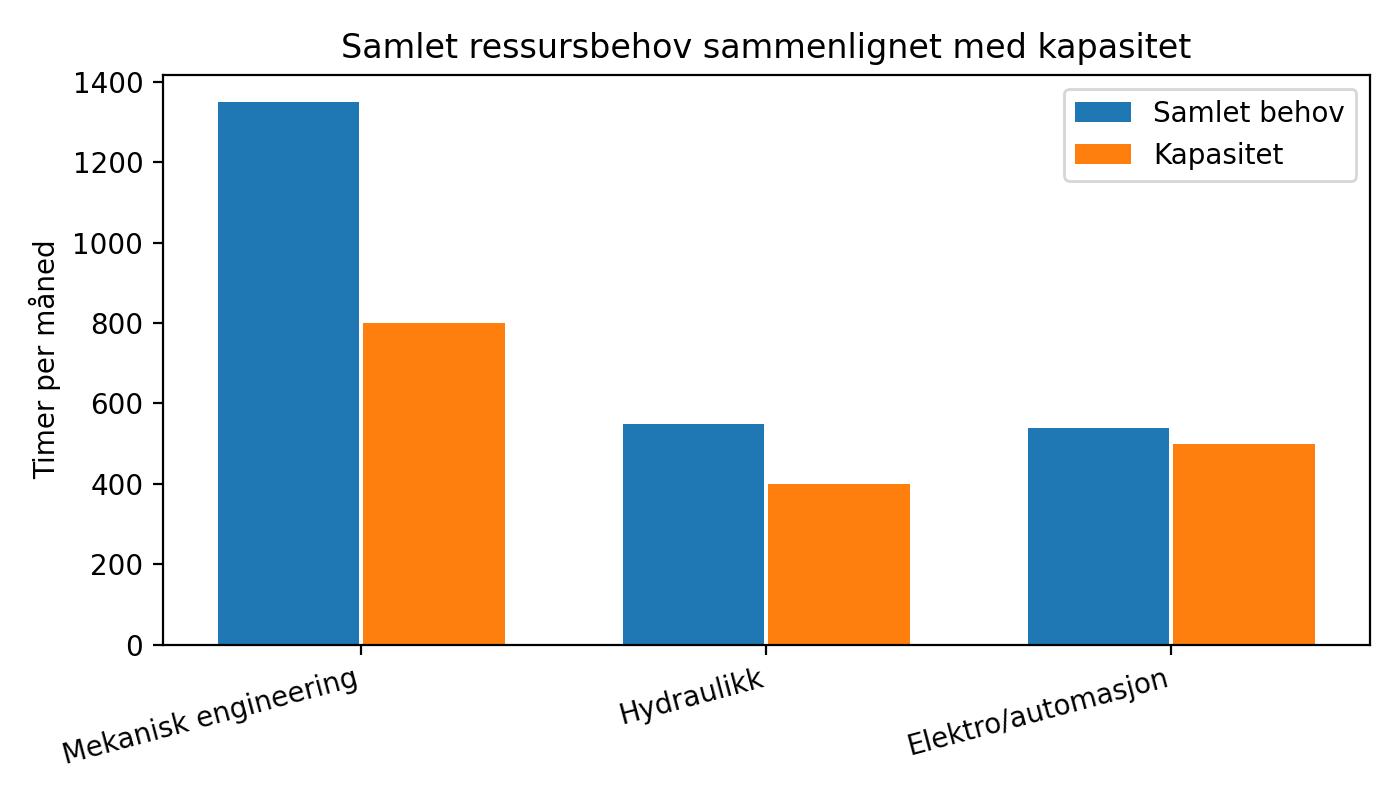 Samlet ressursbehov sammenlignet med kapasitet
Samlet behov
Kapasitet
Timer per måned
1400
1200
1000
800
600
400
200
0
Mekanisk engineering
Hydraulikk
Elektro/automasjon